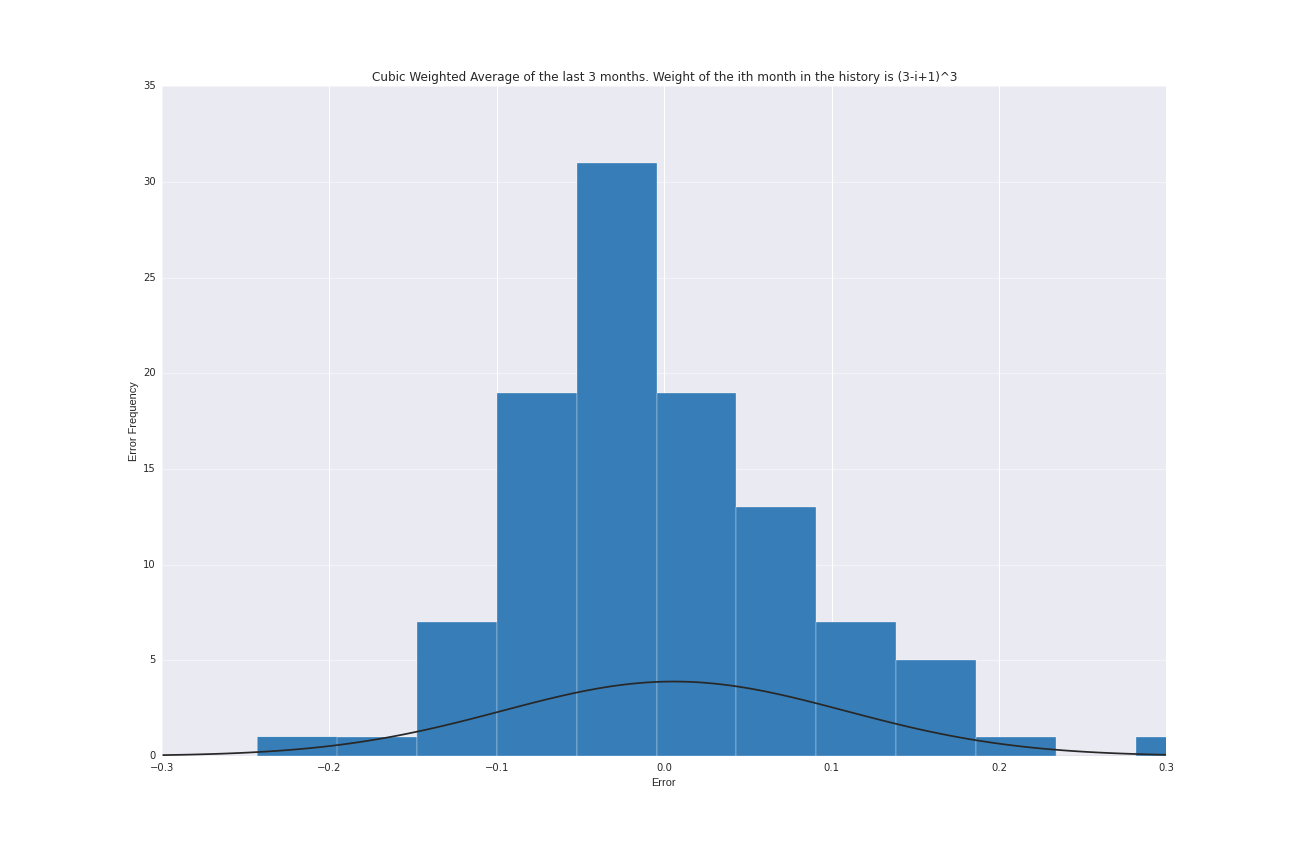 Cubic Weighted Average of the last 3 months. Weight of the ith month in the history is (3-i+1)^3
35
30
25
20
15
10
5
0
Error Frequency
−0.3 −0.2 −0.1 0.0 0.1 0.2 0.3
Error